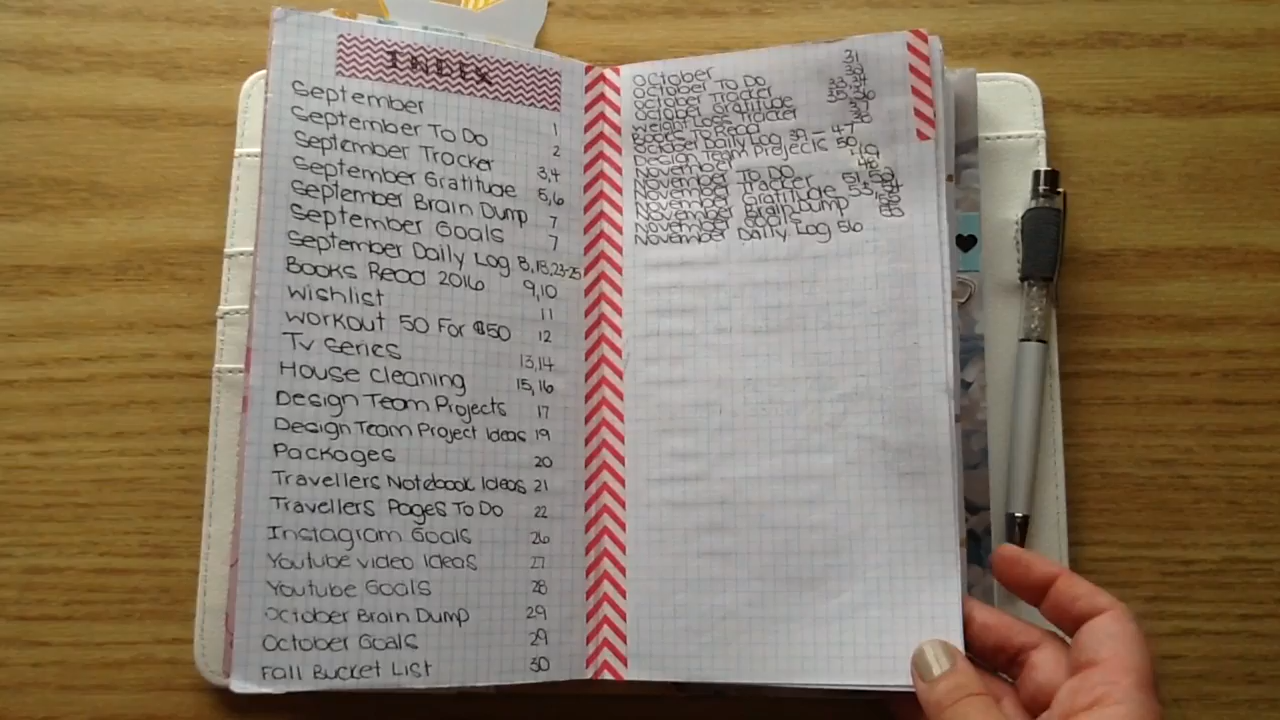 INDEX
September
September To Do 1
September Tracker 2
September Gratitude 3,4
September Brain Dump 5,6
September Goals 7
September Daily Log 7
Books Read 2016 8,13,23-25
Wishlist 9,10
Workout 50 For $50 11
TV Series 12
House Cleaning 13,14
Design Team Projects 15,16
Design Team Project Ideas 17
Packages 19
Travellers Notebook Ideas 20
Travellers Pages To Do 21
Instagram Goals 22
Youtube Video Ideas 26
Youtube Goals 27
October Brain Dump 28
October Goals 29
Fall Bucket List 29
30
October 31
October To Do
October Tracker
October Gratitude
Weight Loss Tracker
Books To Read
October Daily Log 39 - 47
Design Team Projects 50
November
November To Do
November Tracker
November Gratitude
November Brain Dump
November Goals
November Daily Log 56